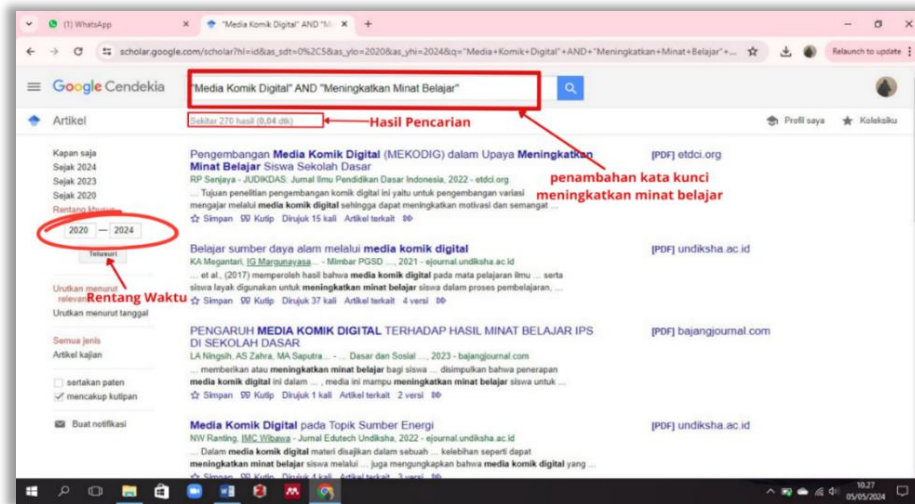 (1) WhatsApp
"Media Komik Digital" AND "M
scholar.google.com/scholar?hl=id&as_sdt=0%2C5&as_ylo=2020&as_yhi=2024&q="Media+Komik+Digital"+AND+"Meningkatkan+Minat+Belajar"+...
Relaunch to update
Google Cendekia
"Media Komik Digital" AND "Meningkatkan Minat Belajar"
Artikel
Sekitar 270 hasil (0,04 dtk)
Hasil Pencarian
Profil saya
Koleksiku
Kapan saja
Sejak 2024
Sejak 2023
Sejak 2020
Rentang khusus
2020 — 2024
Telusuri
Rentang Waktu
Urutkan menurut
relevansi
Urutkan menurut tanggal
Semua jenis
Artikel kajian
sertakan paten
mencakup kutipan
Buat notifikasi
penambahan kata kunci
meningkatkan minat belajar
Pengembangan Media Komik Digital (MEKODIG) dalam Upaya Meningkatkan
Minat Belajar Siswa Sekolah Dasar
[PDF] etdci.org
RP Senjaya - JUDIKDAS: Jurnal Ilmu Pendidikan Dasar Indonesia, 2022 - etdci.org
... Tujuan penelitian pengembangan komik digital ini yaitu untuk pengembangan variasi
mengajar melalui media komik digital sehingga dapat meningkatkan motivasi dan semangat ...
Simpan Kutip Dirujuk 15 kali Artikel terkait
Belajar sumber daya alam melalui media komik digital
[PDF] undiksha.ac.id
KA Megantari, IG Margunayasa... - Mimbar PGSD ..., 2021 - ejournal.undiksha.ac.id
... et al., (2017) memperoleh hasil bahwa media komik digital pada mata pelajaran ilmu ... serta
siswa layak digunakan untuk meningkatkan minat belajar siswa dalam proses pembelajaran, ...
Simpan Kutip Dirujuk 37 kali Artikel terkait 4 versi
PENGARUH MEDIA KOMIK DIGITAL TERHADAP HASIL MINAT BELAJAR IPS
DI SEKOLAH DASAR
[PDF] bajangjournal.com
LA Ningsih, AS Zahra, MA Saputra... - ... Dasar dan Sosial ..., 2023 - bajangjournal.com
... memberikan atau meningkatkan minat belajar bagi siswa ... disimpulkan bahwa penerapan
media komik digital ini dalam ... , media ini mampu meningkatkan minat belajar siswa untuk ...
Simpan Kutip Dirujuk 1 kali Artikel terkait 2 versi
Media Komik Digital pada Topik Sumber Energi
[PDF] undiksha.ac.id
NW Ranting, IMC Wibawa - Jurnal Edutech Undiksha, 2022 - ejournal.undiksha.ac.id
... Dalam media komik digital materi disajikan dalam sebuah ... kelebihan seperti dapat
meningkatkan minat belajar siswa melalui ... juga mengungkapkan bahwa media komik digital yang ...
Simpan Kutip Dirujuk 4 kali Artikel terkait 3 versi
10.27
05/05/2024